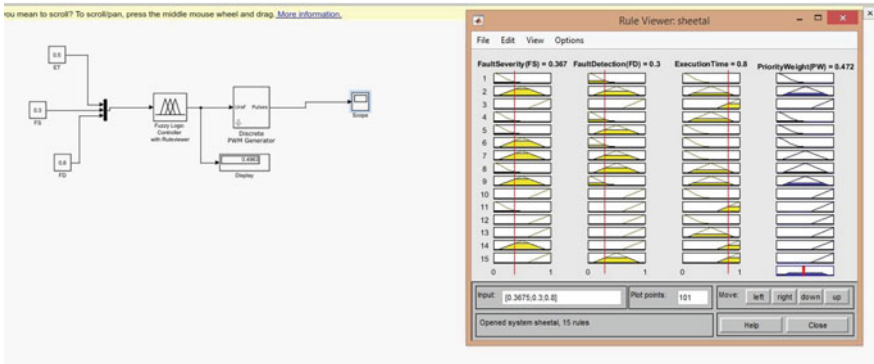 you mean to scroll? To scroll/pan, press the middle mouse wheel and drag. More information.
0.5
ET
0.3
FS
0.8
FD
Fuzzy Logic
Controller
with Ruleviewer
Uref Pulses
Discrete
PWM Generator
Display
Scope
Rule Viewer: sheetal
File Edit View Options
FaultSeverity(FS) = 0.367 FaultDetection(FD) = 0.3 ExecutionTime = 0.8 PriorityWeight(PW) = 0.472
1
2
3
4
5
6
7
8
9
10
11
12
13
14
15
0 1 0 1 0 1
Input: [0.3675;0.3;0.8] Plot points: 101 Move: left right down up
Opened system sheetal, 15 rules Help Close